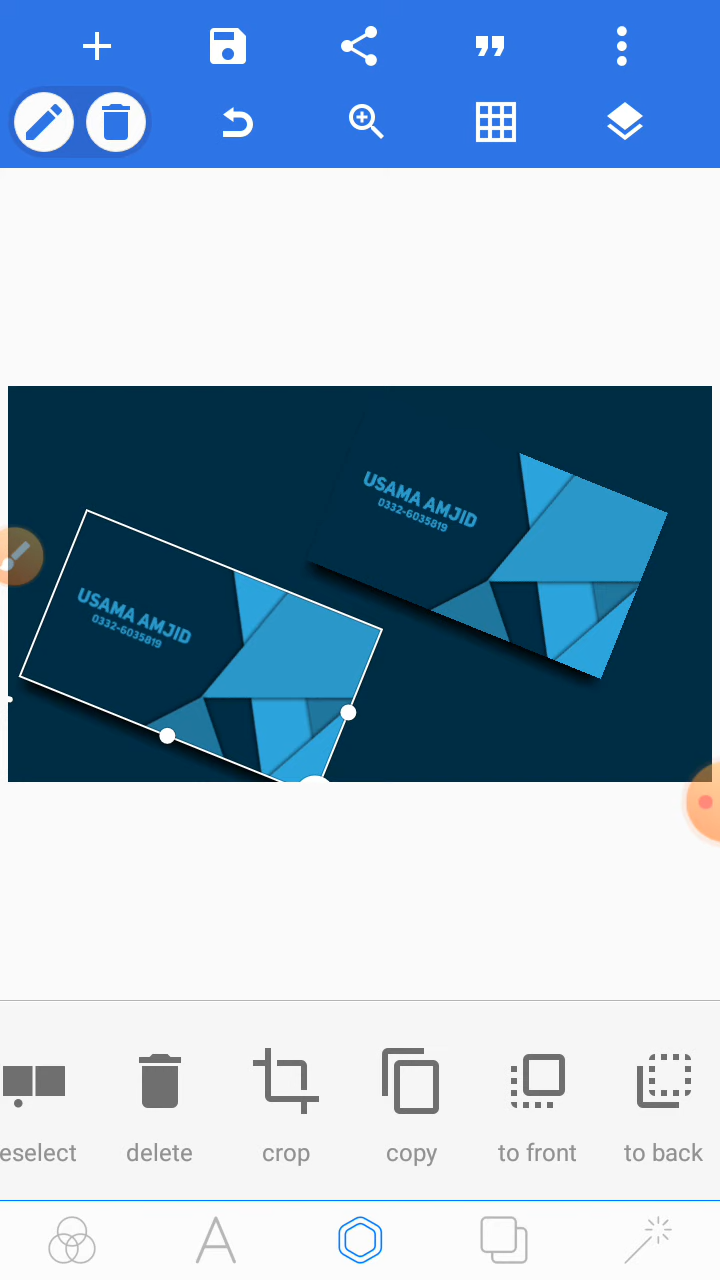 USAMA AMJID
0332-6035819
USAMA AMJID
0332-6035819
eselect
delete
crop
copy
to front
to back